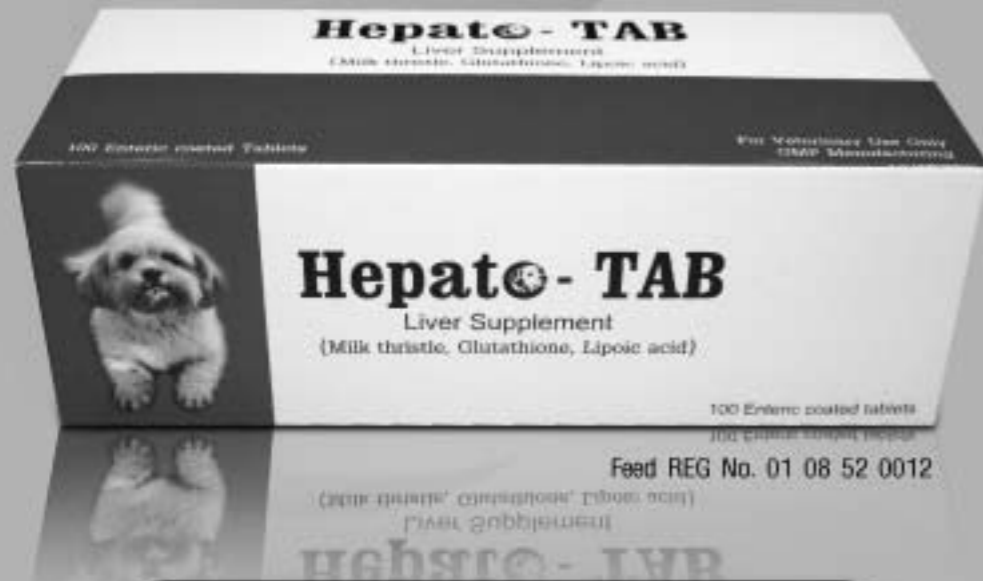 Hepato - TAB
Liver Supplement
(Milk thristle, Glutathione, Lipoic acid)
100 Enteric coated Tablets
For Veterinary Use Only
GMP Manufacturing
Hepato - TAB
Liver Supplement
(Milk thristle, Glutathione, Lipoic acid)
100 Enteric coated tablets
Feed REG No. 01 08 52 0012